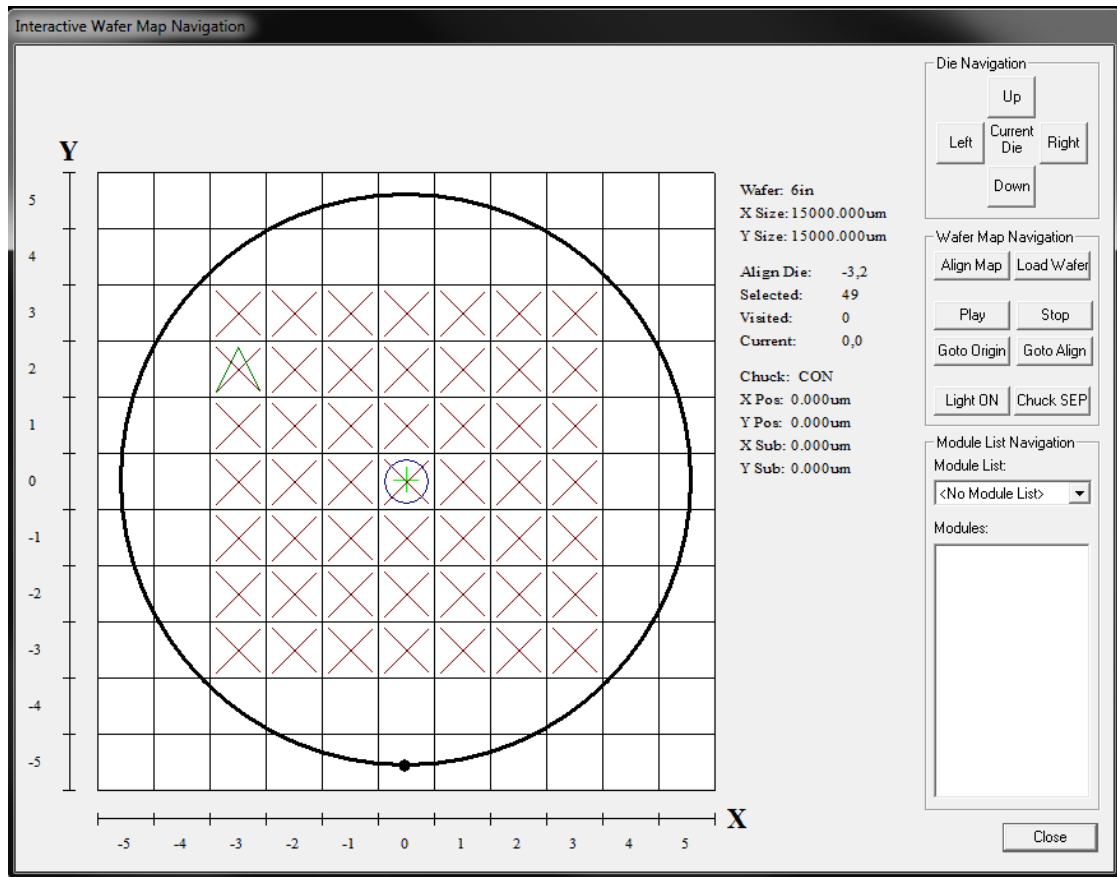 Interactive Wafer Map Navigation
Y
5
4
3
2
1
0
-1
-2
-3
-4
-5
-5 -4 -3 -2 -1 0 1 2 3 4 5
X
Wafer: 6in
X Size: 15000.000um
Y Size: 15000.000um
Align Die: -3,2
Selected: 49
Visited: 0
Current: 0,0
Chuck: CON
X Pos: 0.000um
Y Pos: 0.000um
X Sub: 0.000um
Y Sub: 0.000um
Die Navigation
Up
Left Current Die Right
Down
Wafer Map Navigation
Align Map Load Wafer
Play Stop
Goto Origin Goto Align
Light ON Chuck SEP
Module List Navigation
Module List:
<No Module List>
Modules:
Close